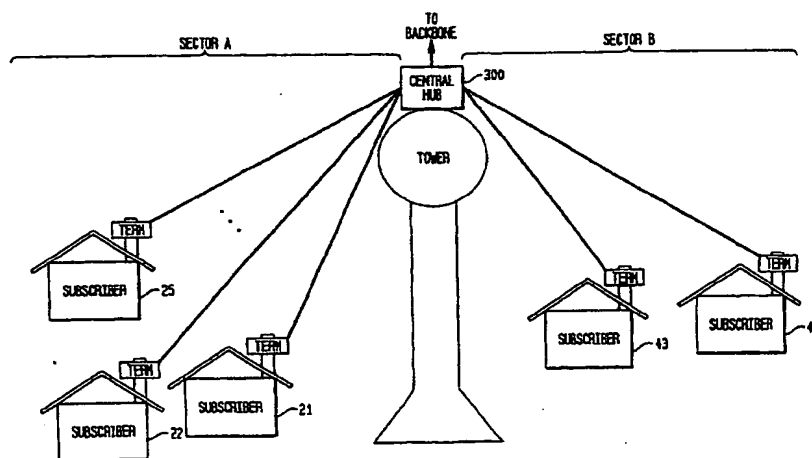 TO
BACKBONE
SECTOR A
SECTOR B
CENTRAL
HUB
300
TOWER
TERM
SUBSCRIBER
25
TERM
SUBSCRIBER
22
TERM
SUBSCRIBER
21
TERM
SUBSCRIBER
43
TERM
SUBSCRIBER